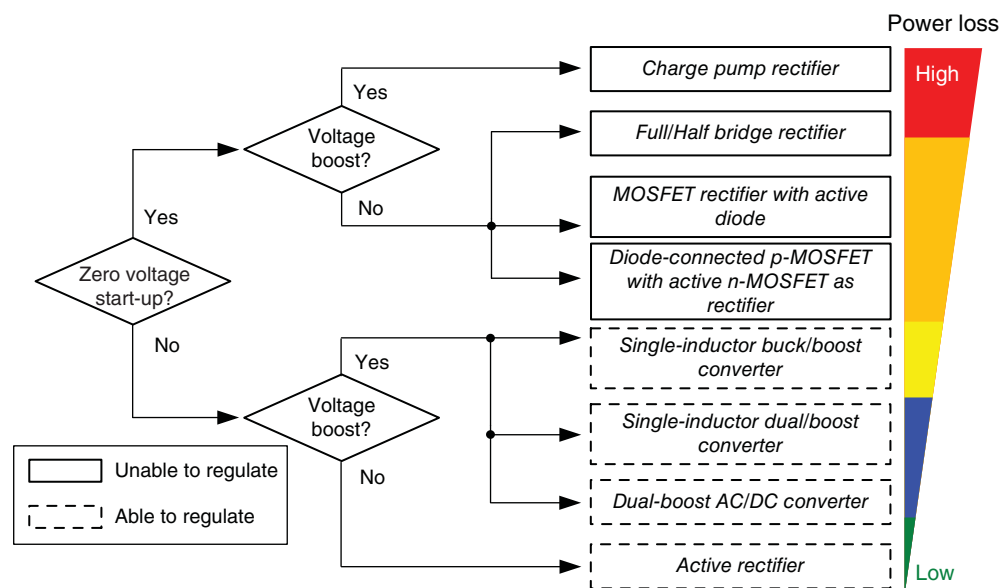 Power loss
Charge pump rectifier
High
Yes
Voltage
boost?
Full/Half bridge rectifier
No
MOSFET rectifier with active
diode
Yes
Diode-connected p-MOSFET
with active n-MOSFET as
rectifier
Zero voltage
start-up?
No
Yes
Single-inductor buck/boost
converter
Voltage
boost?
Single-inductor dual/boost
converter
No
Dual-boost AC/DC converter
Active rectifier
Low
Unable to regulate
Able to regulate